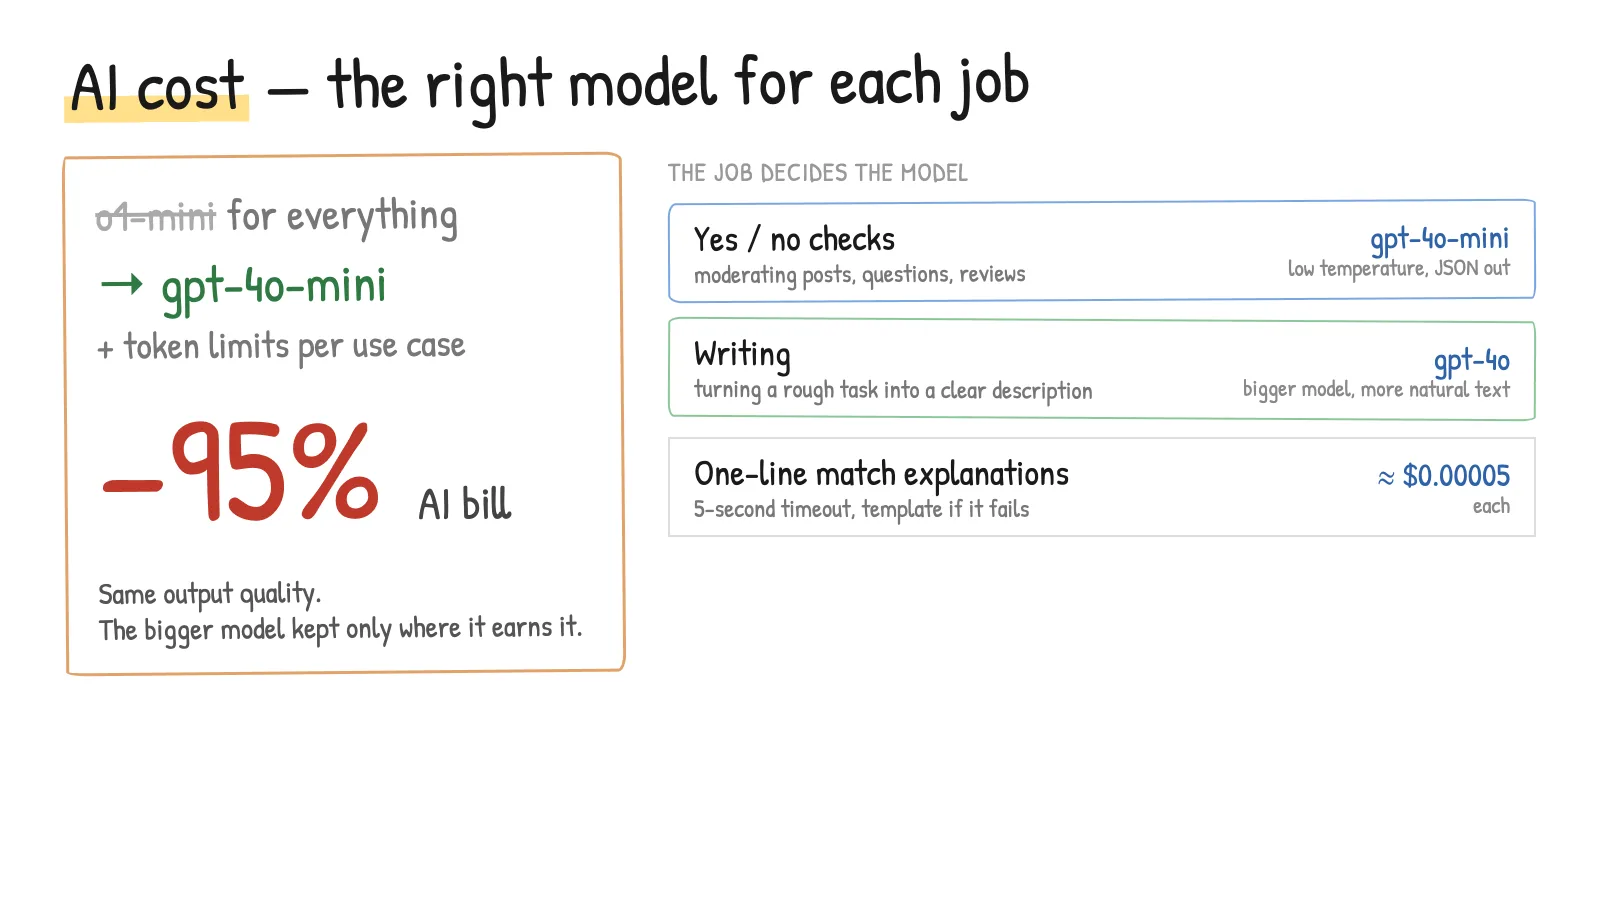 AI cost — the right model for each job
o4-mini for everything
→ gpt-4o-mini
+ token limits per use case
−95% AI bill
Same output quality.
The bigger model kept only where it earns it.
THE JOB DECIDES THE MODEL
Yes / no checks
moderating posts, questions, reviews
gpt-4o-mini
low temperature, JSON out
Writing
turning a rough task into a clear description
gpt-4o
bigger model, more natural text
One-line match explanations
5-second timeout, template if it fails
≈ $0.00005
each